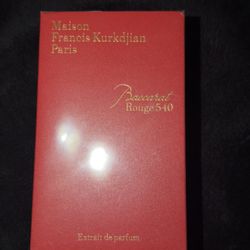 Maison
Francis Kurkdjian
Paris
Baccarat
Rouge 540
Extrait de parfum